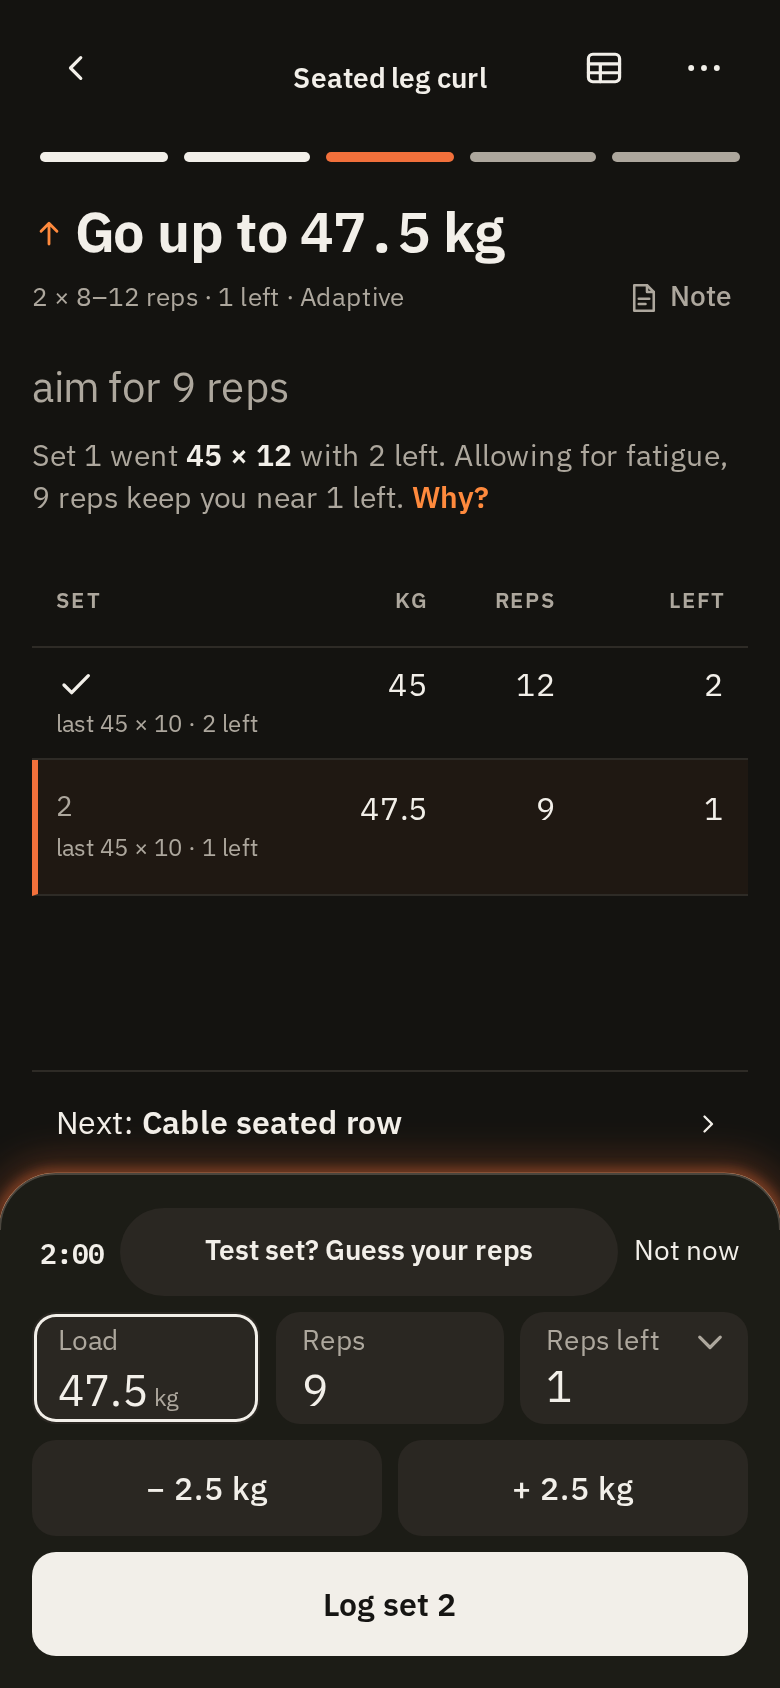 Seated leg curl
Go up to 47.5 kg
2 × 8–12 reps · 1 left · Adaptive
Note
aim for 9 reps
Set 1 went 45 × 12 with 2 left. Allowing for fatigue,
9 reps keep you near 1 left. Why?
SET KG REPS LEFT
45 12 2
last 45 × 10 · 2 left
2 47.5 9 1
last 45 × 10 · 1 left
Next: Cable seated row
2:00 Test set? Guess your reps Not now
Load Reps Reps left
47.5 kg 9 1
− 2.5 kg + 2.5 kg
Log set 2